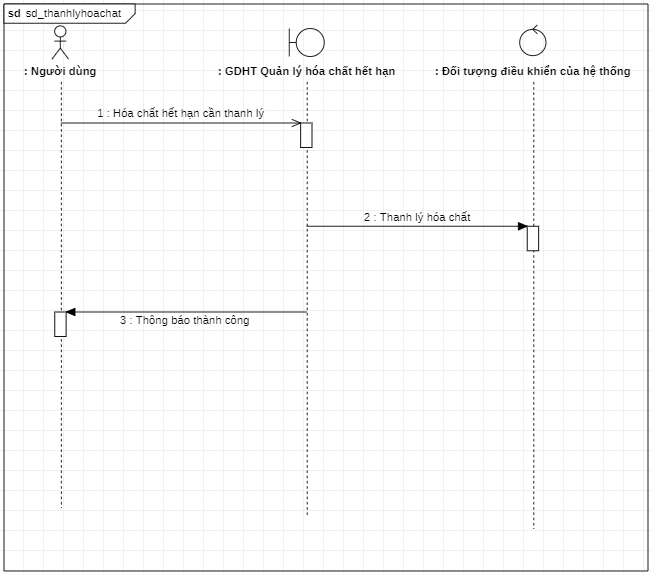 sd sd_thanhlyhoachat
: Người dùng
: GDHT Quản lý hóa chất hết hạn
: Đối tượng điều khiển của hệ thống
1 : Hóa chất hết hạn cần thanh lý
2 : Thanh lý hóa chất
3 : Thông báo thành công